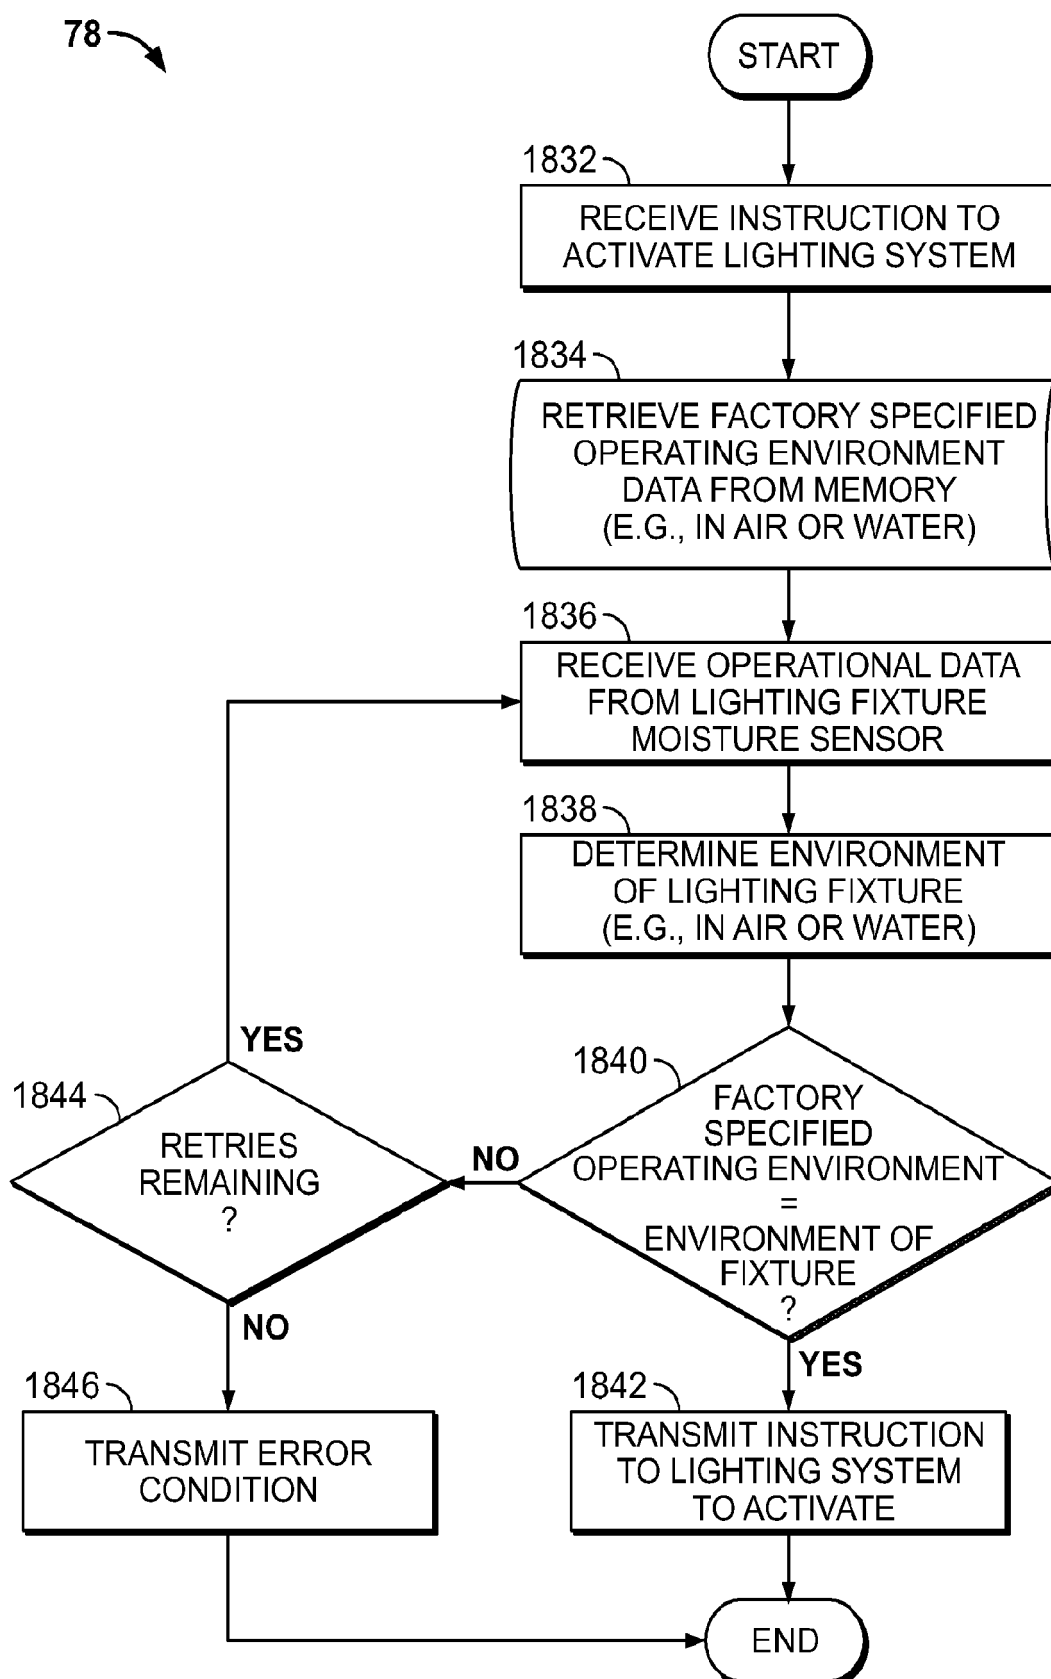 78
START
1832
RECEIVE INSTRUCTION TO
ACTIVATE LIGHTING SYSTEM
1834
RETRIEVE FACTORY SPECIFIED
OPERATING ENVIRONMENT
DATA FROM MEMORY
(E.G., IN AIR OR WATER)
1836
RECEIVE OPERATIONAL DATA
FROM LIGHTING FIXTURE
MOISTURE SENSOR
1838
DETERMINE ENVIRONMENT
OF LIGHTING FIXTURE
(E.G., IN AIR OR WATER)
1840
FACTORY
SPECIFIED
OPERATING ENVIRONMENT
=
ENVIRONMENT OF
FIXTURE
?
NO
YES
1844
RETRIES
REMAINING
?
YES
NO
1846
TRANSMIT ERROR
CONDITION
1842
TRANSMIT INSTRUCTION
TO LIGHTING SYSTEM
TO ACTIVATE
END